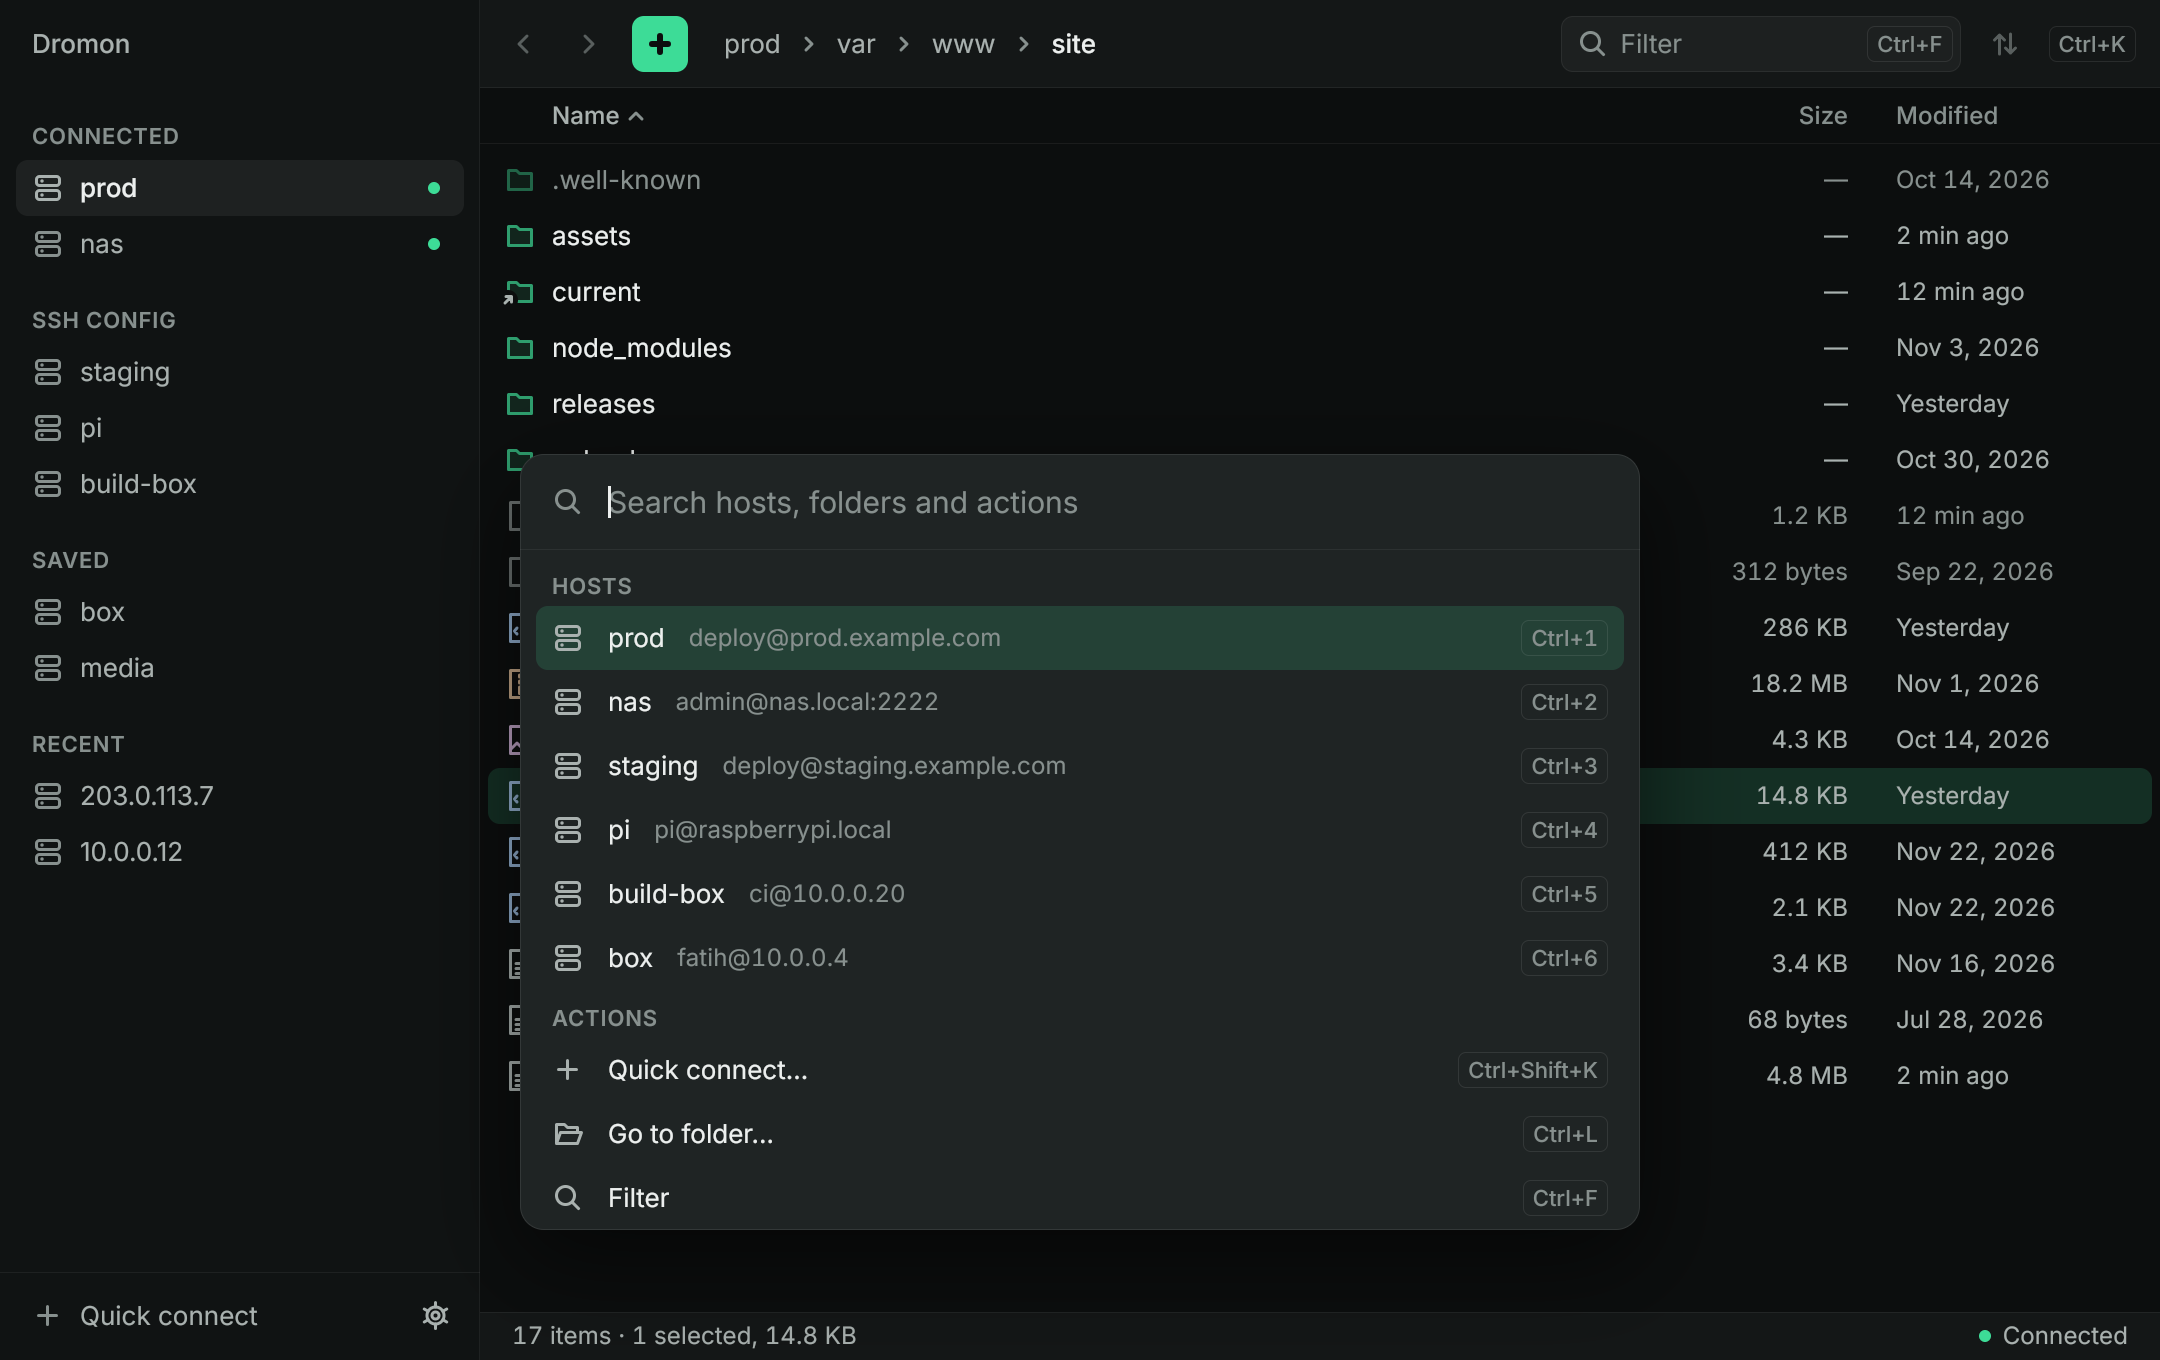 Dromon
CONNECTED
prod
nas
SSH CONFIG
staging
pi
build-box
SAVED
box
media
RECENT
203.0.113.7
10.0.0.12
Quick connect
prod > var > www > site
Filter Ctrl+F
Ctrl+K
Name Size Modified
.well-known — Oct 14, 2026
assets — 2 min ago
current — 12 min ago
node_modules — Nov 3, 2026
releases — Yesterday
— Oct 30, 2026
1.2 KB 12 min ago
312 bytes Sep 22, 2026
286 KB Yesterday
18.2 MB Nov 1, 2026
4.3 KB Oct 14, 2026
14.8 KB Yesterday
412 KB Nov 22, 2026
2.1 KB Nov 22, 2026
3.4 KB Nov 16, 2026
68 bytes Jul 28, 2026
4.8 MB 2 min ago
Search hosts, folders and actions
HOSTS
prod deploy@prod.example.com Ctrl+1
nas admin@nas.local:2222 Ctrl+2
staging deploy@staging.example.com Ctrl+3
pi pi@raspberrypi.local Ctrl+4
build-box ci@10.0.0.20 Ctrl+5
box fatih@10.0.0.4 Ctrl+6
ACTIONS
Quick connect... Ctrl+Shift+K
Go to folder... Ctrl+L
Filter Ctrl+F
17 items · 1 selected, 14.8 KB
Connected